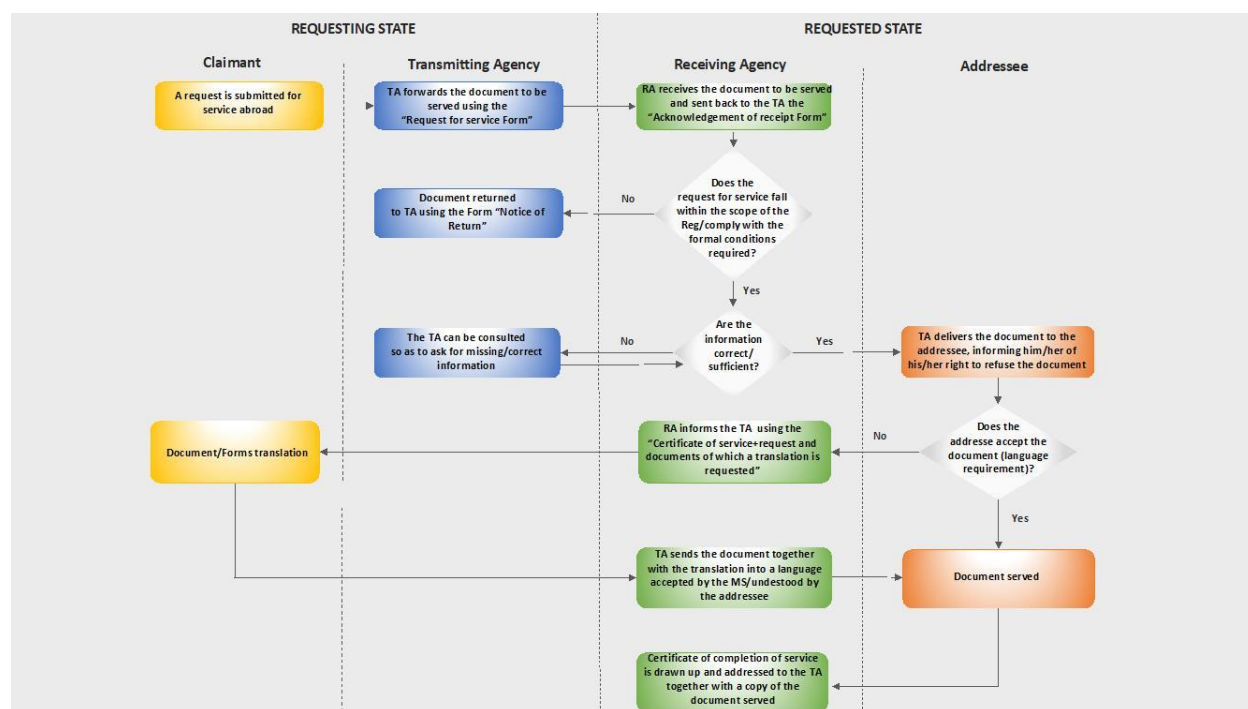 REQUESTING STATE
REQUESTED STATE
Claimant
Transmitting Agency
Receiving Agency
Addressee
A request is submitted for
service abroad
TA forwards the document to be
served using the
“Request for service Form”
RA receives the document to be served
and sent back to the TA the
“Acknowledgement of receipt Form”
Does the
request for service fall
within the scope of the
Reg/comply with the
formal conditions
required?
No
Document returned
to TA using the Form “Notice of
Return”
Yes
Are the
information
correct/
sufficient?
No
The TA can be consulted
so as to ask for missing/correct
information
Yes
TA delivers the document to the
addressee, informing him/her of
his/her right to refuse the document
Does the
addresse accept the
document (language
requirement)?
No
RA informs the TA using the
“Certificate of service+request and
documents of which a translation is
requested”
Document/Forms translation
Yes
TA sends the document together
with the translation into a language
accepted by the MS/undestood by
the addressee
Document served
Certificate of completion of service
is drawn up and addressed to the TA
together with a copy of the
document served